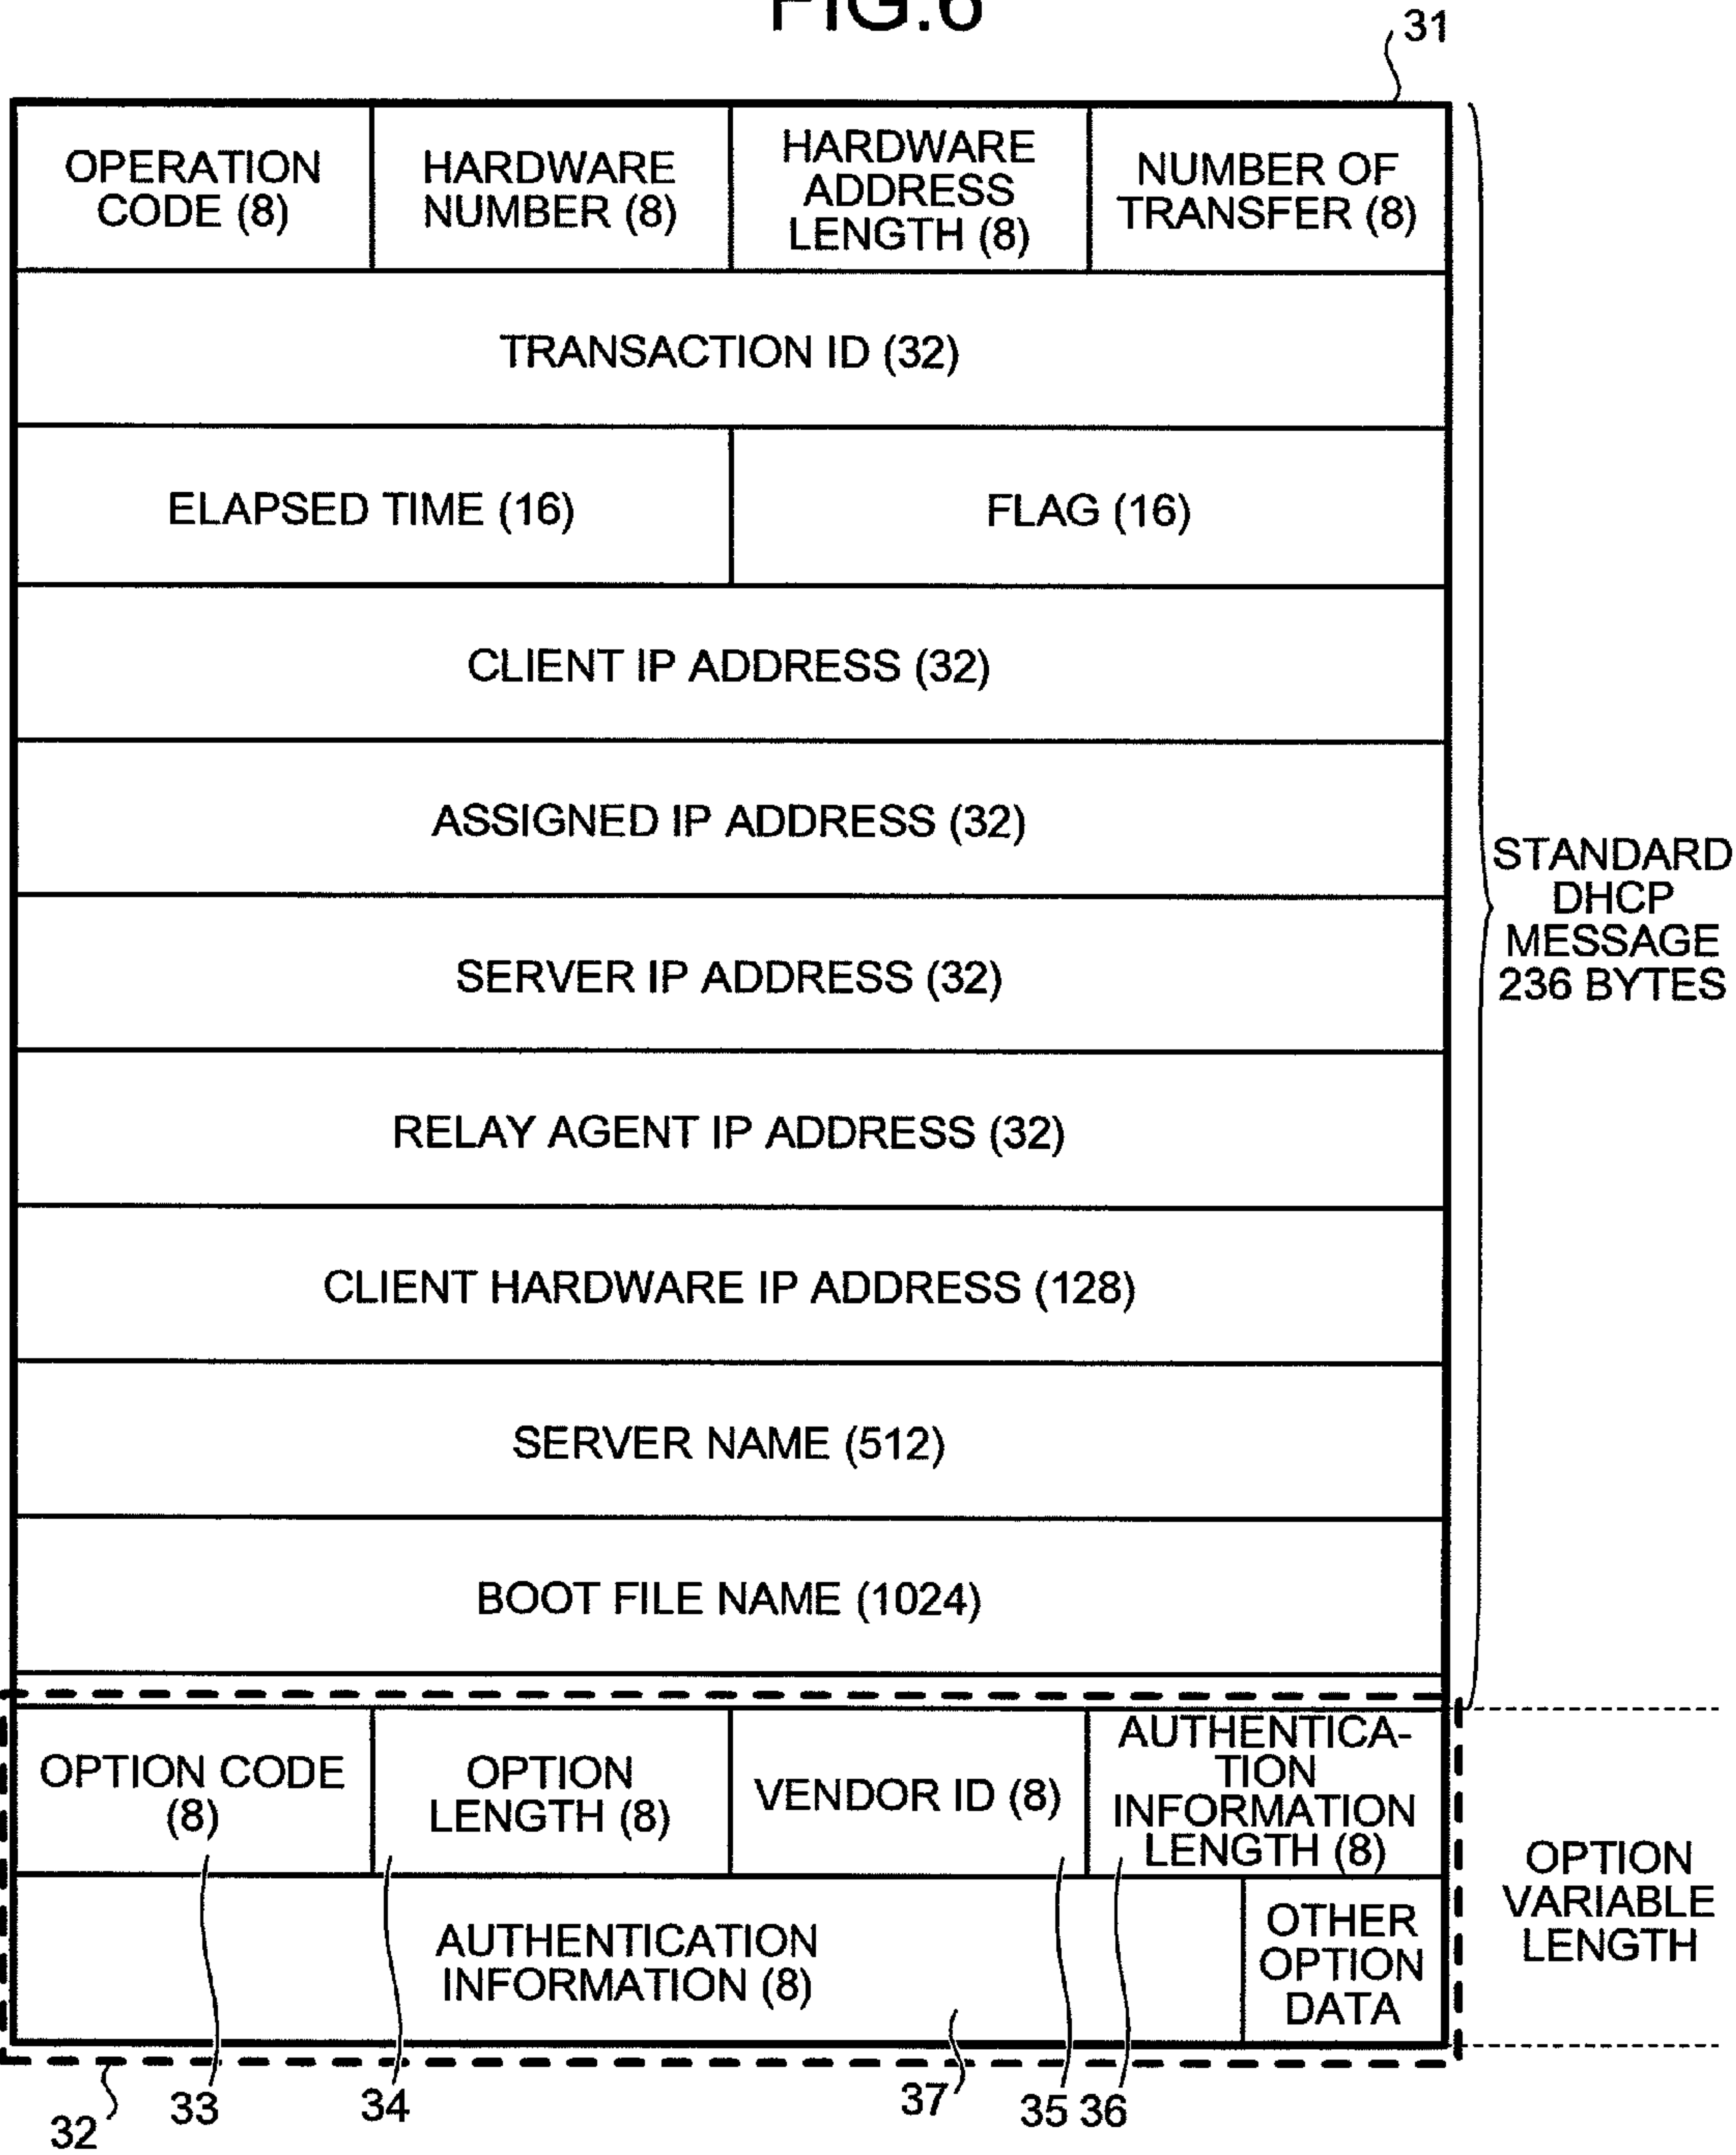 FIG.6
31
OPERATION
CODE (8)
HARDWARE
NUMBER (8)
HARDWARE
ADDRESS
LENGTH (8)
NUMBER OF
TRANSFER (8)
TRANSACTION ID (32)
ELAPSED TIME (16)
FLAG (16)
CLIENT IP ADDRESS (32)
ASSIGNED IP ADDRESS (32)
SERVER IP ADDRESS (32)
RELAY AGENT IP ADDRESS (32)
CLIENT HARDWARE IP ADDRESS (128)
SERVER NAME (512)
BOOT FILE NAME (1024)
STANDARD
DHCP
MESSAGE
236 BYTES
OPTION CODE
(8)
OPTION
LENGTH (8)
VENDOR ID (8)
AUTHENTICA-
TION
INFORMATION
LENGTH (8)
AUTHENTICATION
INFORMATION (8)
OTHER
OPTION
DATA
OPTION
VARIABLE
LENGTH
32
33
34
37
35
36